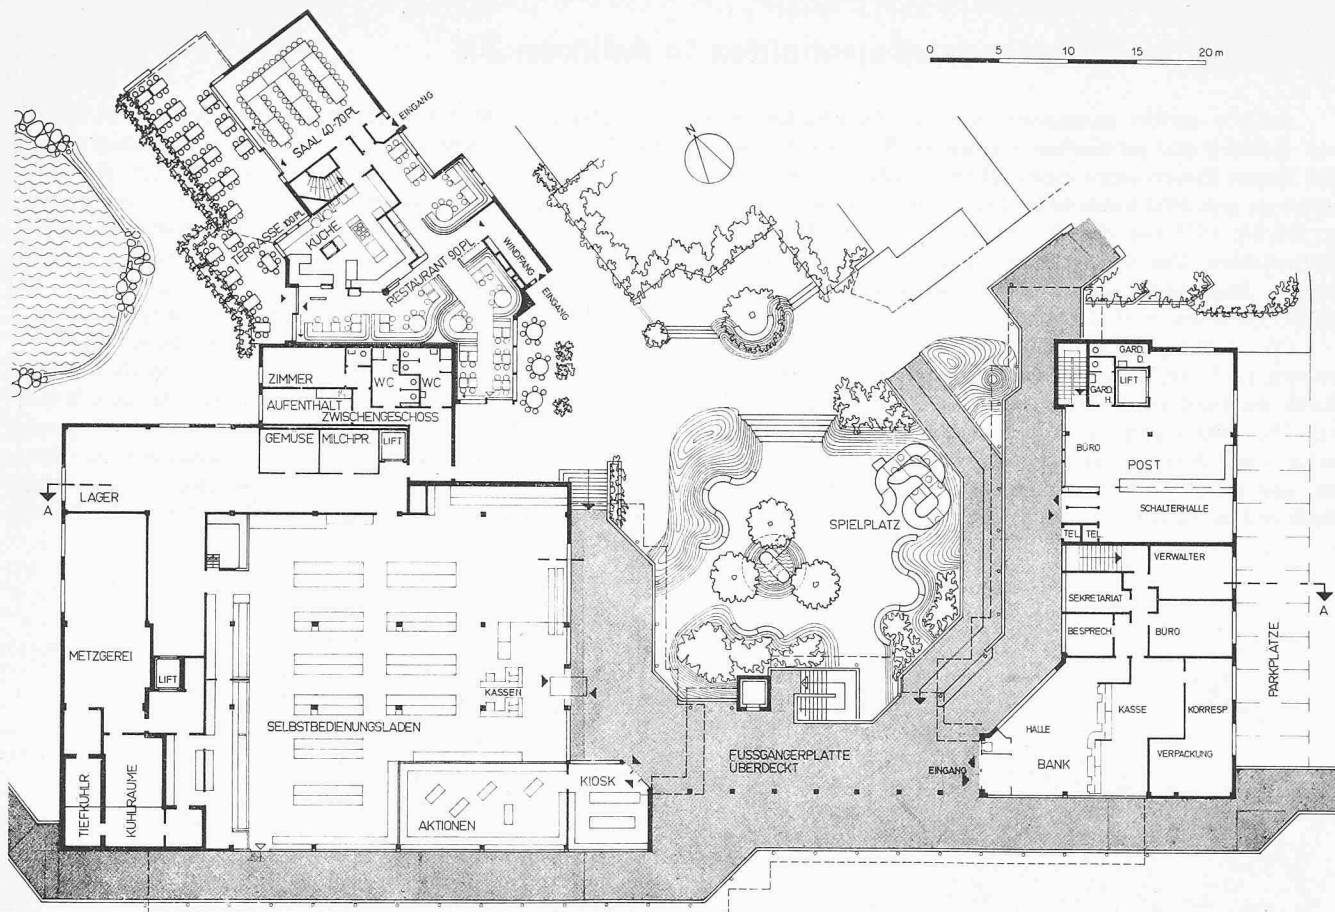 0 5 10 15 20 m
N
EINGANG
SAAL 40-70 PL.
TERRASSE 100 PL.
KÜCHE
RESTAURANT 90 PL.
WINDFANG
EINGANG
ZIMMER
WC
WC
AUFENTHALT
ZWISCHENGESCHOSS
GEMÜSE
MILCHPR.
LIFT
LAGER
A
METZGEREI
LIFT
TIEFKÜHLR.
KÜHLRÄUME
SELBSTBEDIENUNGSLADEN
KASSEN
AKTIONEN
KIOSK
SPIELPLATZ
FUSSGÄNGERPLATTE
ÜBERDECKT
GARD.
D.
GARD.
H.
LIFT
BÜRO
POST
SCHALTERHALLE
TEL.
TEL.
VERWALTER
SEKRETARIAT
BESPRECH.
BÜRO
A
PARKPLÄTZE
KASSE
KORRESP.
HALLE
BANK
VERPACKUNG
EINGANG